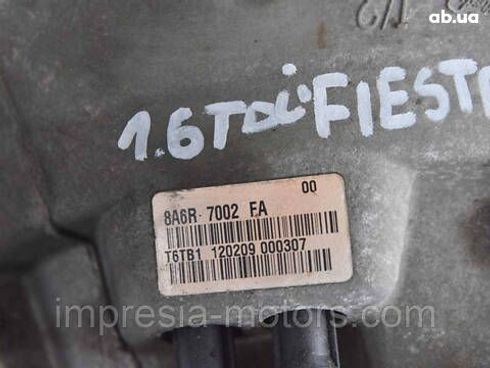 ab.ua
1.6TDCi FIESTA
00
8A6R-7002 FA
T6TB1 120209 000307
impresia-motors.com